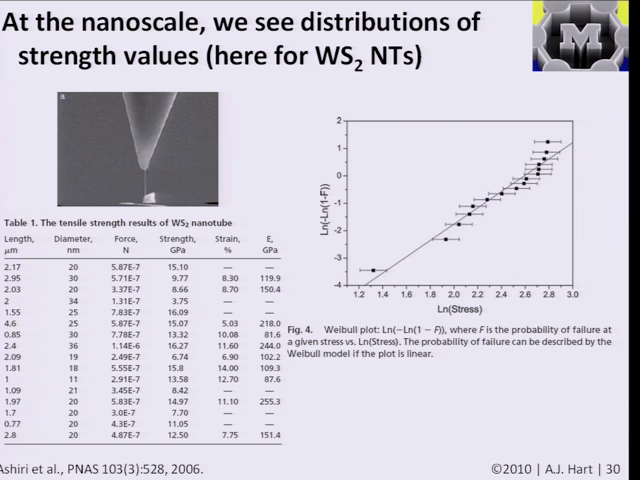 At the nanoscale, we see distributions of
strength values (here for WS2 NTs)
M
a
Table 1. The tensile strength results of WS2 nanotube
Length, Diameter, Force, Strength, Strain, E,
μm nm N GPa % GPa
2.17 20 5.87E-7 15.10 — —
2.95 30 5.71E-7 9.77 8.30 119.9
2.03 20 3.37E-7 8.66 8.70 150.4
2 34 1.31E-7 3.75 — —
1.55 25 7.83E-7 16.09 — —
4.6 25 5.87E-7 15.07 5.03 218.0
0.85 30 7.78E-7 13.32 10.08 81.6
2.4 36 1.14E-6 16.27 11.60 244.0
2.09 19 2.49E-7 6.74 6.90 102.2
1.81 18 5.55E-7 15.8 14.00 109.3
1 11 2.91E-7 13.58 12.70 87.6
1.09 21 3.45E-7 8.42 — —
1.97 20 5.83E-7 14.97 11.10 255.3
1.7 20 3.0E-7 7.70 — —
0.77 20 4.3E-7 11.05 — —
2.8 20 4.87E-7 12.50 7.75 151.4
Ln(-Ln(1-F))
2
1
0
-1
-2
-3
-4
1.2 1.4 1.6 1.8 2.0 2.2 2.4 2.6 2.8 3.0
Ln(Stress)
Fig. 4. Weibull plot: Ln(−Ln(1 − F)), where F is the probability of failure at
a given stress vs. Ln(Stress). The probability of failure can be described by the
Weibull model if the plot is linear.
Ashiri et al., PNAS 103(3):528, 2006.
©2010 | A.J. Hart | 30